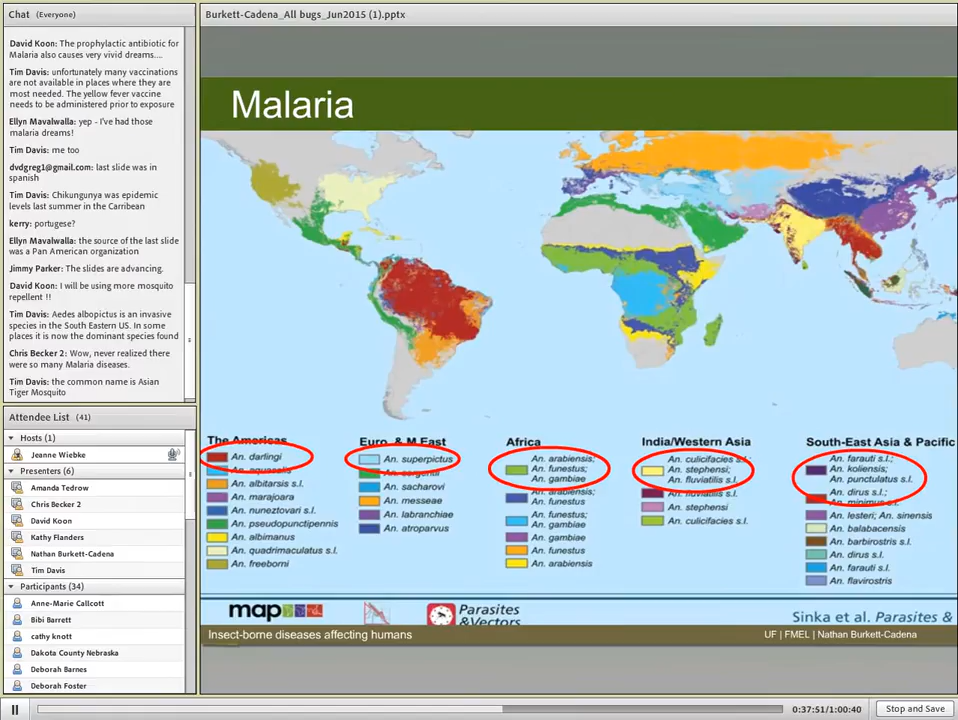 Chat (Everyone)
David Koon: The prophylactic antibiotic for
Malaria also causes very vivid dreams....
Tim Davis: unfortunately many vaccinations
are not available in places where they are
most needed. The yellow fever vaccine
needs to be administered prior to exposure
Ellyn Mavalwalla: yep - I've had those
malaria dreams!
Tim Davis: me too
dvdgreg1@gmail.com: last slide was in
spanish
Tim Davis: Chikungunya was epidemic
levels last summer in the Carribean
kerry: portugese?
Ellyn Mavalwalla: the source of the last slide
was a Pan American organization
Jimmy Parker: The slides are advancing.
David Koon: I will be using more mosquito
repellent !!
Tim Davis: Aedes albopictus is an invasive
species in the South Eastern US. In some
places it is now the dominant species found
Chris Becker 2: Wow, never realized there
were so many Malaria diseases.
Tim Davis: the common name is Asian
Tiger Mosquito
Attendee List (41)
Hosts (1)
Jeanne Wiebke
Presenters (6)
Amanda Tedrow
Chris Becker 2
David Koon
Kathy Flanders
Nathan Burkett-Cadena
Tim Davis
Participants (34)
Anne-Marie Callcott
Bibi Barrett
cathy knott
Dakota County Nebraska
Deborah Barnes
Deborah Foster
Burkett-Cadena_All bugs_Jun2015 (1).pptx
Malaria
The Americas
An. darlingi
An. aquasalis
An. albitarsis s.l.
An. marajoara
An. nuneztovari s.l.
An. pseudopunctipennis
An. albimanus
An. quadrimaculatus s.l.
An. freeborni
Euro. & M East
An. superpictus
An. sergentii
An. sacharovi
An. messeae
An. labranchiae
An. atroparvus
Africa
An. arabiensis;
An. funestus;
An. gambiae
An. arabiensis;
An. funestus
An. funestus;
An. gambiae
An. gambiae
An. funestus
An. arabiensis
India/Western Asia
An. culicifacies s.l.;
An. stephensi;
An. fluviatilis s.l.
An. fluviatilis s.l.
An. stephensi
An. culicifacies s.l.
South-East Asia & Pacific
An. farauti s.l.;
An. koliensis;
An. punctulatus s.l.
An. dirus s.l.;
An. minimus s.l.
An. lesteri; An. sinensis
An. balabacensis
An. barbirostris s.l.
An. dirus s.l.
An. farauti s.l.
An. flavirostris
map
Parasites
&Vectors
Sinka et al. Parasites &
Insect-borne diseases affecting humans
UF | FMEL | Nathan Burkett-Cadena
0:37:51/1:00:40
Stop and Save